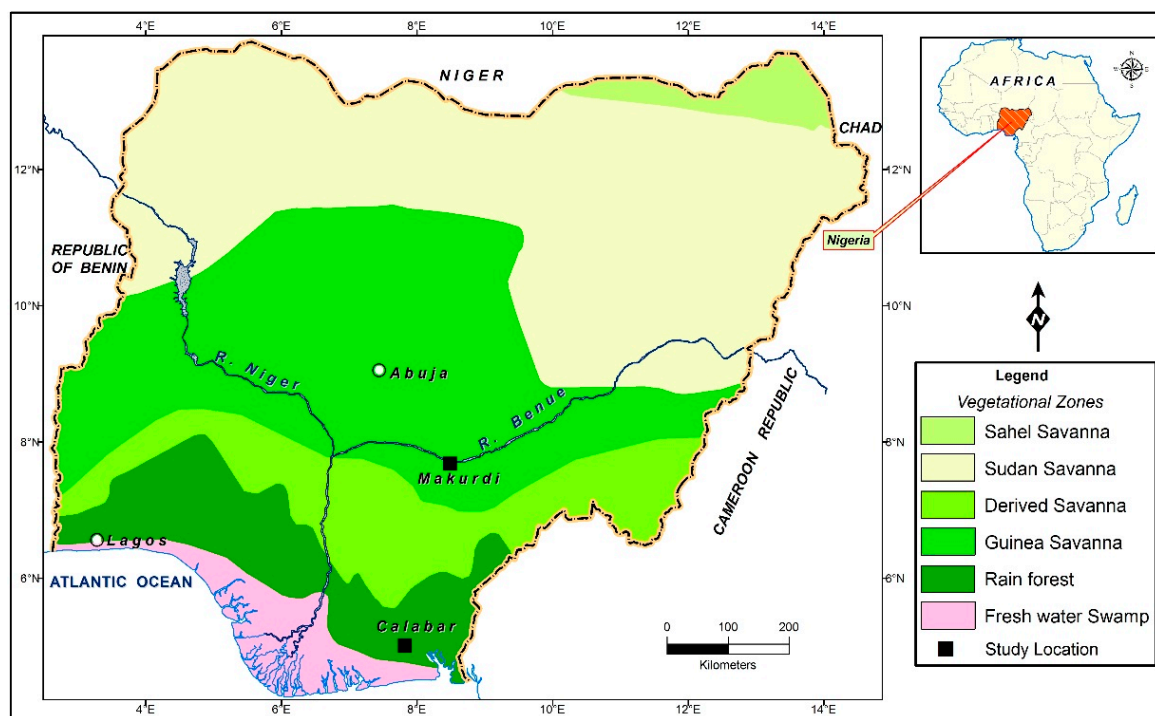 4°E 6°E 8°E 10°E 12°E 14°E
NIGER
CHAD
12°N 12°N
REPUBLIC
OF BENIN
10°N 10°N
R. Niger
Abuja
R. Benue
8°N 8°N
Makurdi
CAMEROON REPUBLIC
Lagos
ATLANTIC OCEAN
6°N 6°N
Calabar
0 100 200
Kilometers
4°E 6°E 8°E 10°E 12°E 14°E
AFRICA
N
E
S
Nigeria
N
Legend
Vegetational Zones
Sahel Savanna
Sudan Savanna
Derived Savanna
Guinea Savanna
Rain forest
Fresh water Swamp
Study Location